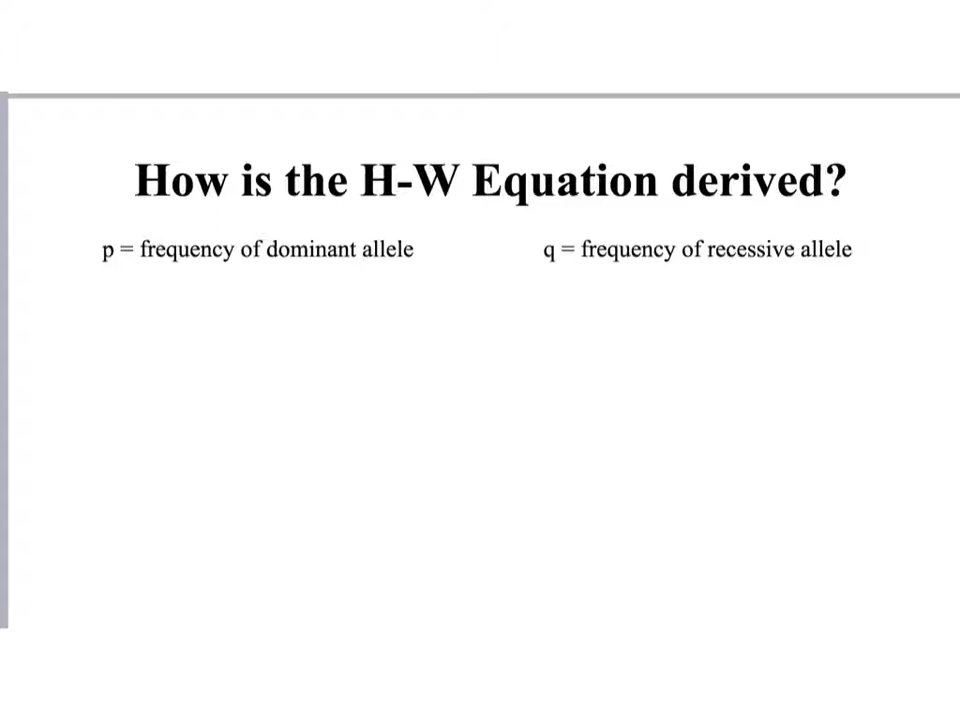 How is the H-W Equation derived?
p = frequency of dominant allele q = frequency of recessive allele